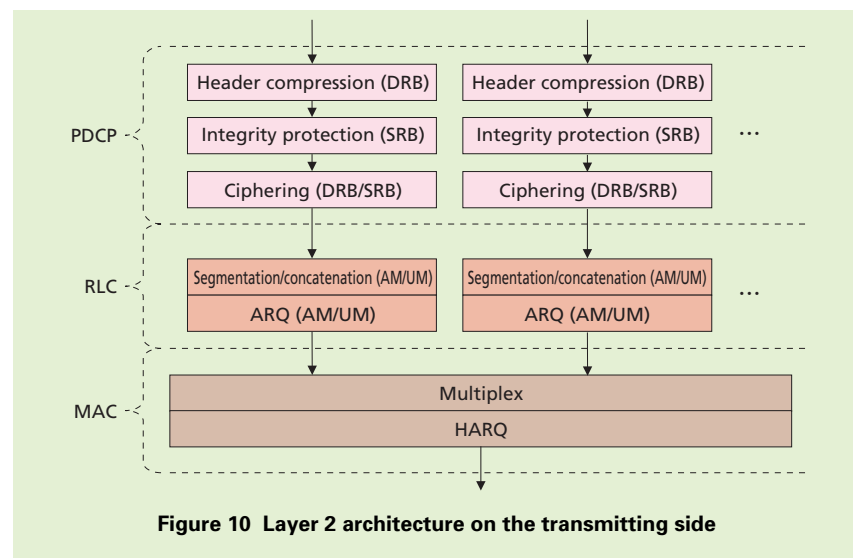 Header compression (DRB)
Header compression (DRB)
PDCP
Integrity protection (SRB)
Integrity protection (SRB)
...
Ciphering (DRB/SRB)
Ciphering (DRB/SRB)
Segmentation/concatenation (AM/UM)
Segmentation/concatenation (AM/UM)
RLC
...
ARQ (AM/UM)
ARQ (AM/UM)
Multiplex
MAC
HARQ
Figure 10 Layer 2 architecture on the transmitting side